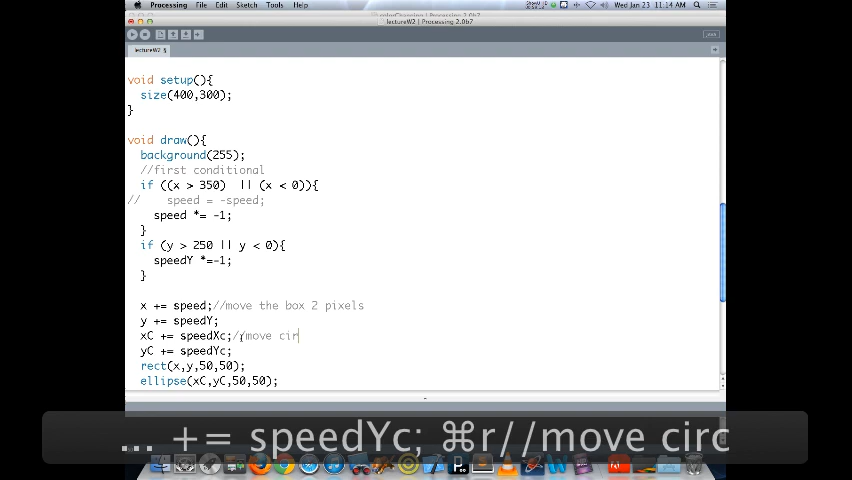 Processing File Edit Sketch Tools Help
Wed Jan 23 11:14 AM
lectureW2 | Processing 2.0b7
lectureW2 §
void setup(){
size(400,300);
}
void draw(){
background(255);
//first conditional
if ((x > 350) || (x < 0)){
// speed = -speed;
speed *= -1;
}
if (y > 250 || y < 0){
speedY *=-1;
}
x += speed;//move the box 2 pixels
y += speedY;
xC += speedXc;//move cir
yC += speedYc;
rect(x,y,50,50);
ellipse(xC,yC,50,50);
... += speedYc; ⌘r//move circ